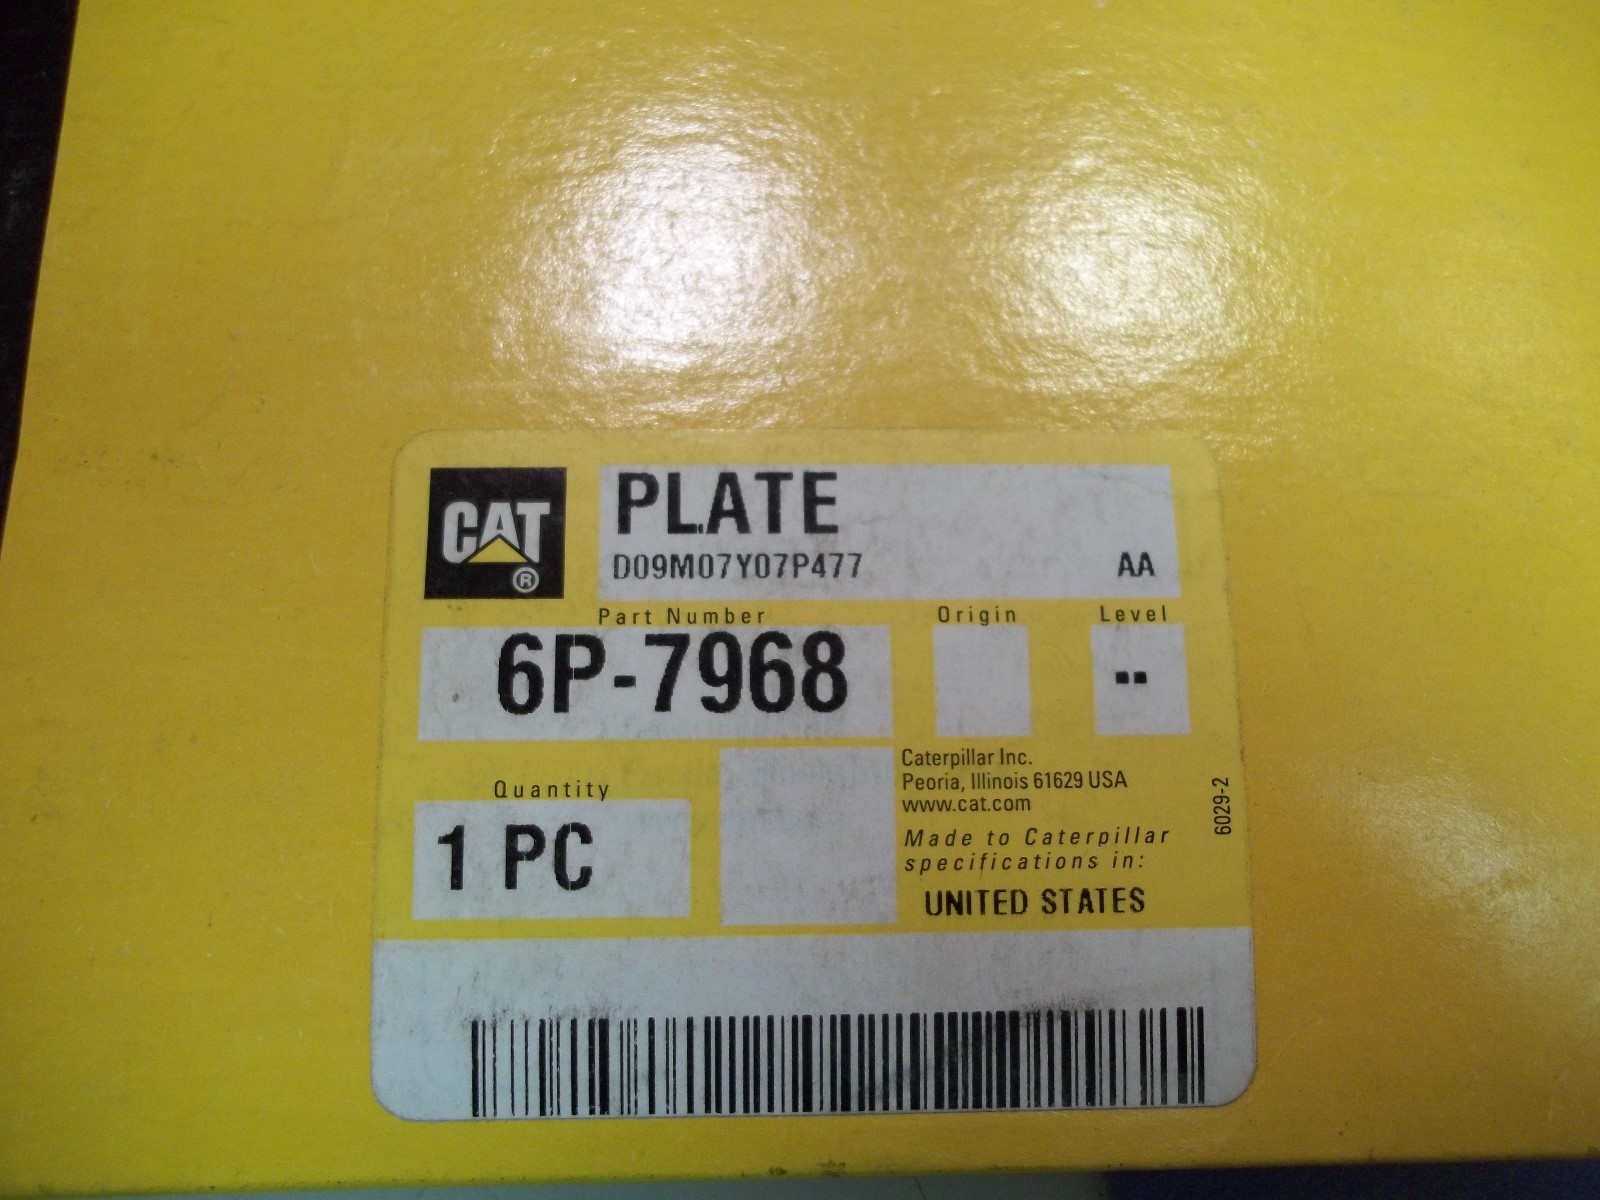 CAT
®
PLATE
D09M07Y07P477 AA
Part Number Origin Level
6P-7968 --
Quantity
1 PC
Caterpillar Inc.
Peoria, Illinois 61629 USA
www.cat.com
Made to Caterpillar
specifications in:
UNITED STATES
6029-2